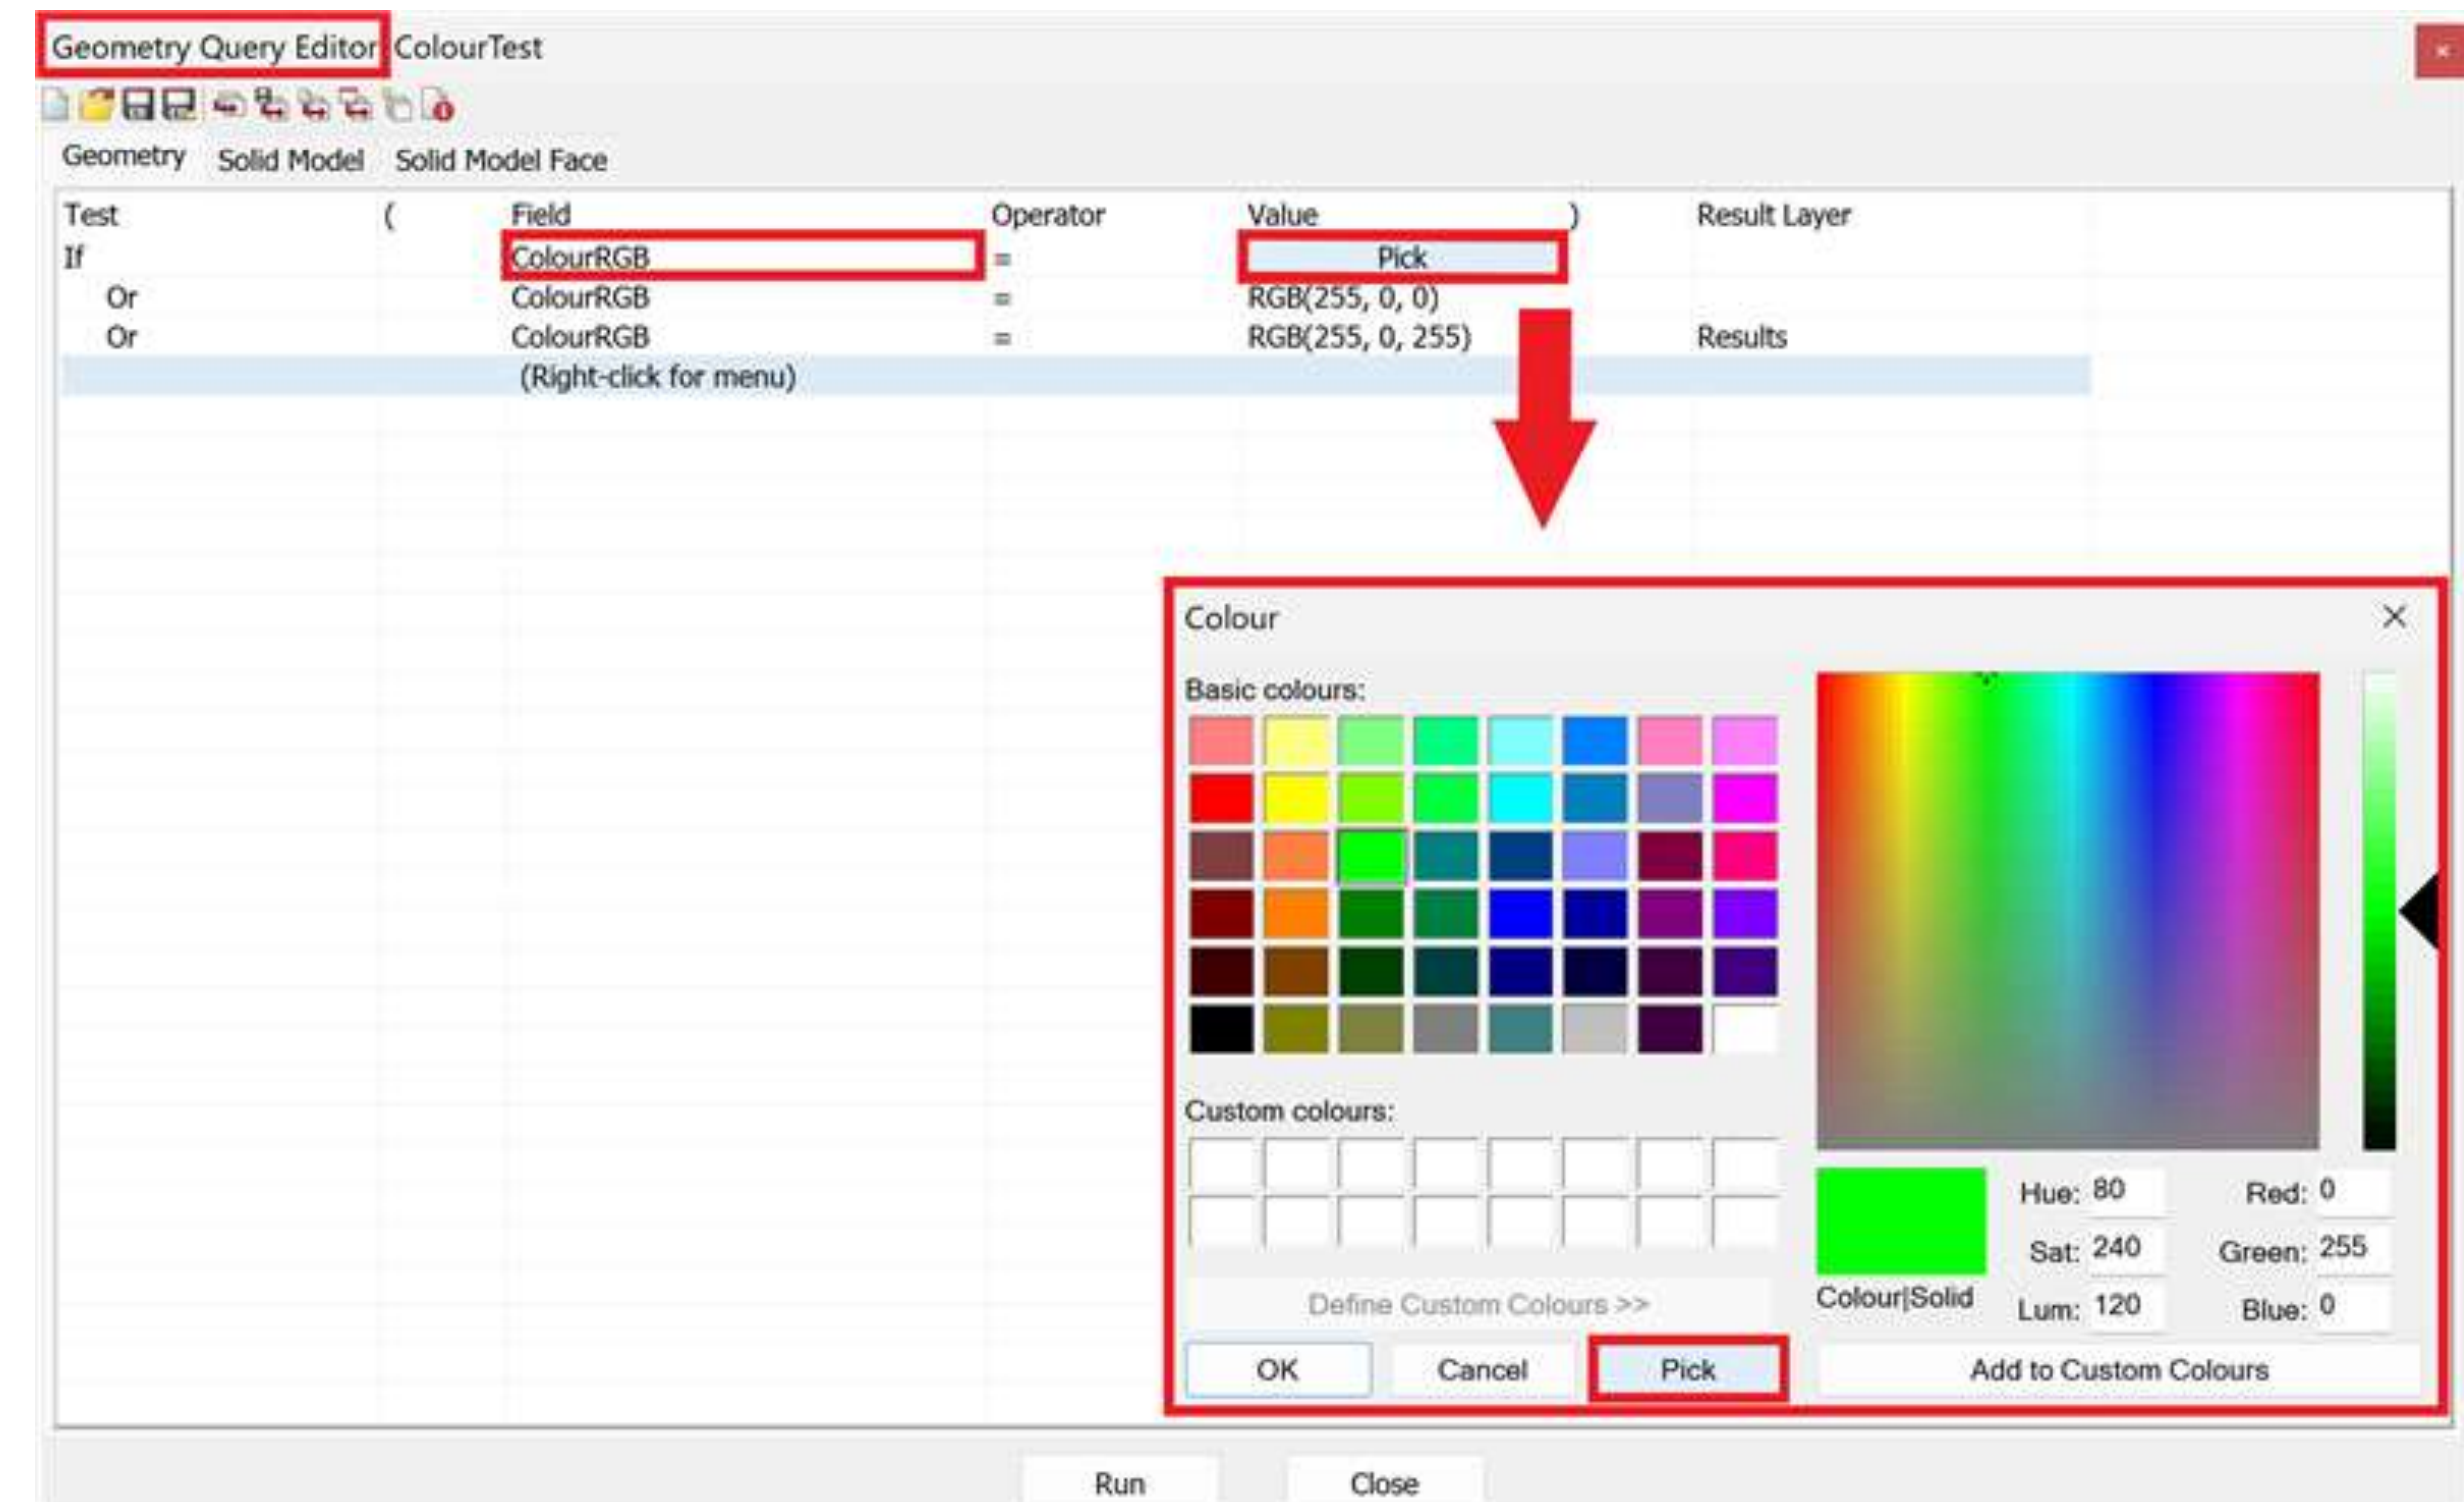 Geometry Query Editor ColourTest
Geometry Solid Model Solid Model Face
Test ( Field Operator Value ) Result Layer
If ColourRGB = Pick
Or ColourRGB = RGB(255, 0, 0)
Or ColourRGB = RGB(255, 0, 255) Results
(Right-click for menu)
Colour
Basic colours:
Custom colours:
Hue: 80 Red: 0
Sat: 240 Green: 255
Colour|Solid Lum: 120 Blue: 0
Define Custom Colours >>
OK Cancel Pick Add to Custom Colours
Run Close